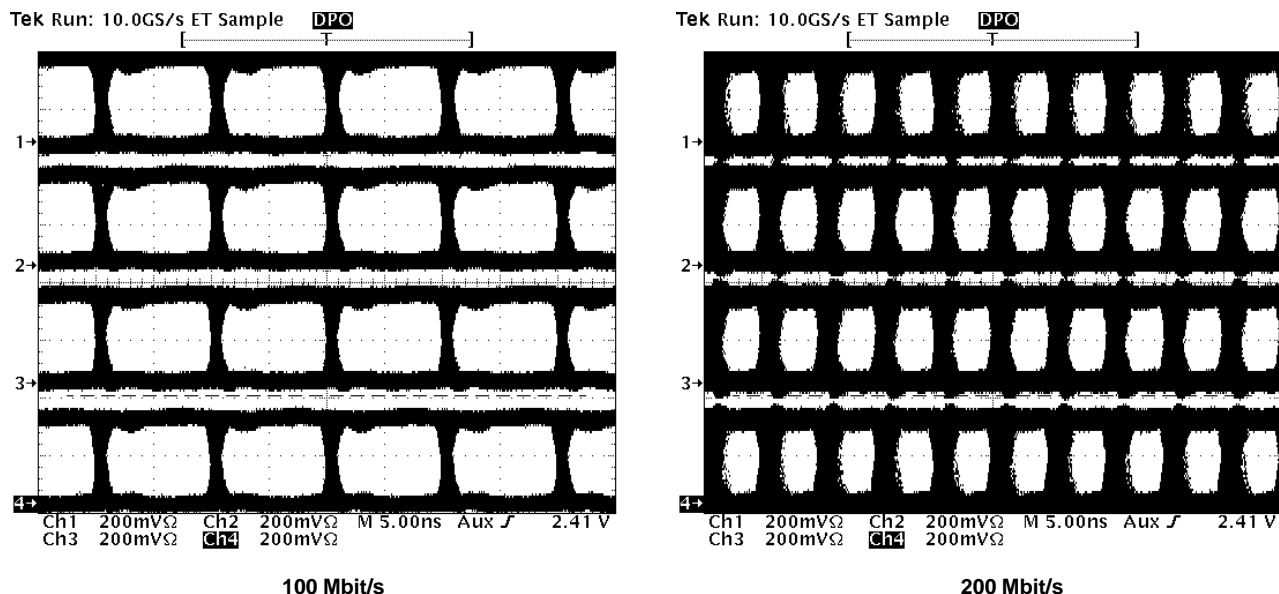 Tek Run: 10.0GS/s ET Sample DPO
[ T ]
1→
2→
3→
4→
Ch1 200mVΩ Ch2 200mVΩ M 5.00ns Aux ƒ 2.41 V
Ch3 200mVΩ Ch4 200mVΩ
100 Mbit/s
Tek Run: 10.0GS/s ET Sample DPO
[ T ]
1→
2→
3→
4→
Ch1 200mVΩ Ch2 200mVΩ M 5.00ns Aux ƒ 2.41 V
Ch3 200mVΩ Ch4 200mVΩ
200 Mbit/s